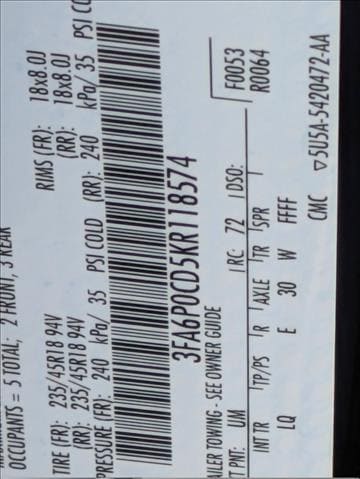 OCCUPANTS = 5 TOTAL; 2 FRONT, 3 REAR
TIRE (FR): 235/45R18 94V RIMS (FR): 18x8.0J
(RR): 235/45R18 94V (RR): 18x8.0J
PRESSURE (FR): 240 kPa/ 35 PSI COLD (RR): 240 kPa/ 35 PSI CO
3FA6P0CD5KR118574
AILER TOWING - SEE OWNER GUIDE
F0053
T PNT: UM RC: 72 DSO: R0064
INT TR TP/PS R AXLE TR SPR
LQ E 30 W FFFF
CMC ▽5U5A-5420472-AA